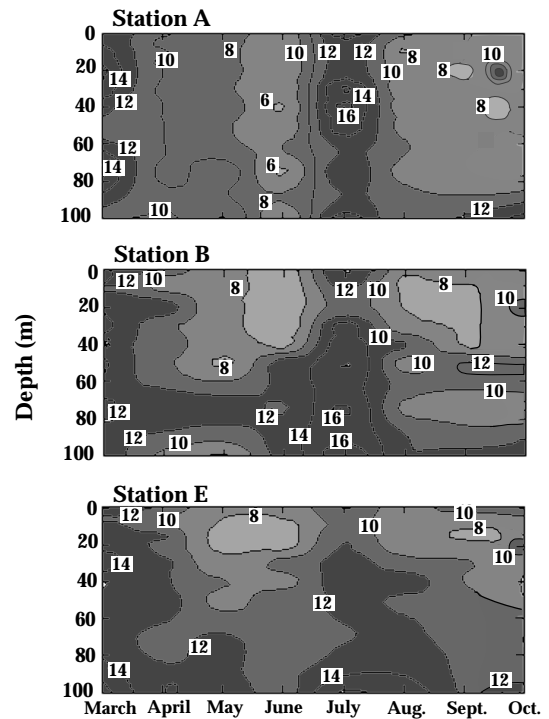 Station A
0 8 10 12 12 8 8 10
10 10
14
20
12 6 14 8
40 16
12
60
14 6
80
10 8 12
100
Station B
0 12 10 8 12 10 8
10
20
10
40
8 10 12
60
10
12 12 16
80
10 14 16
100
Depth (m)
Station E
0 12 10 8 10
10 8
20
14 10
40
12
60
12
80
14 14 12
100
March April May June July Aug. Sept. Oct.